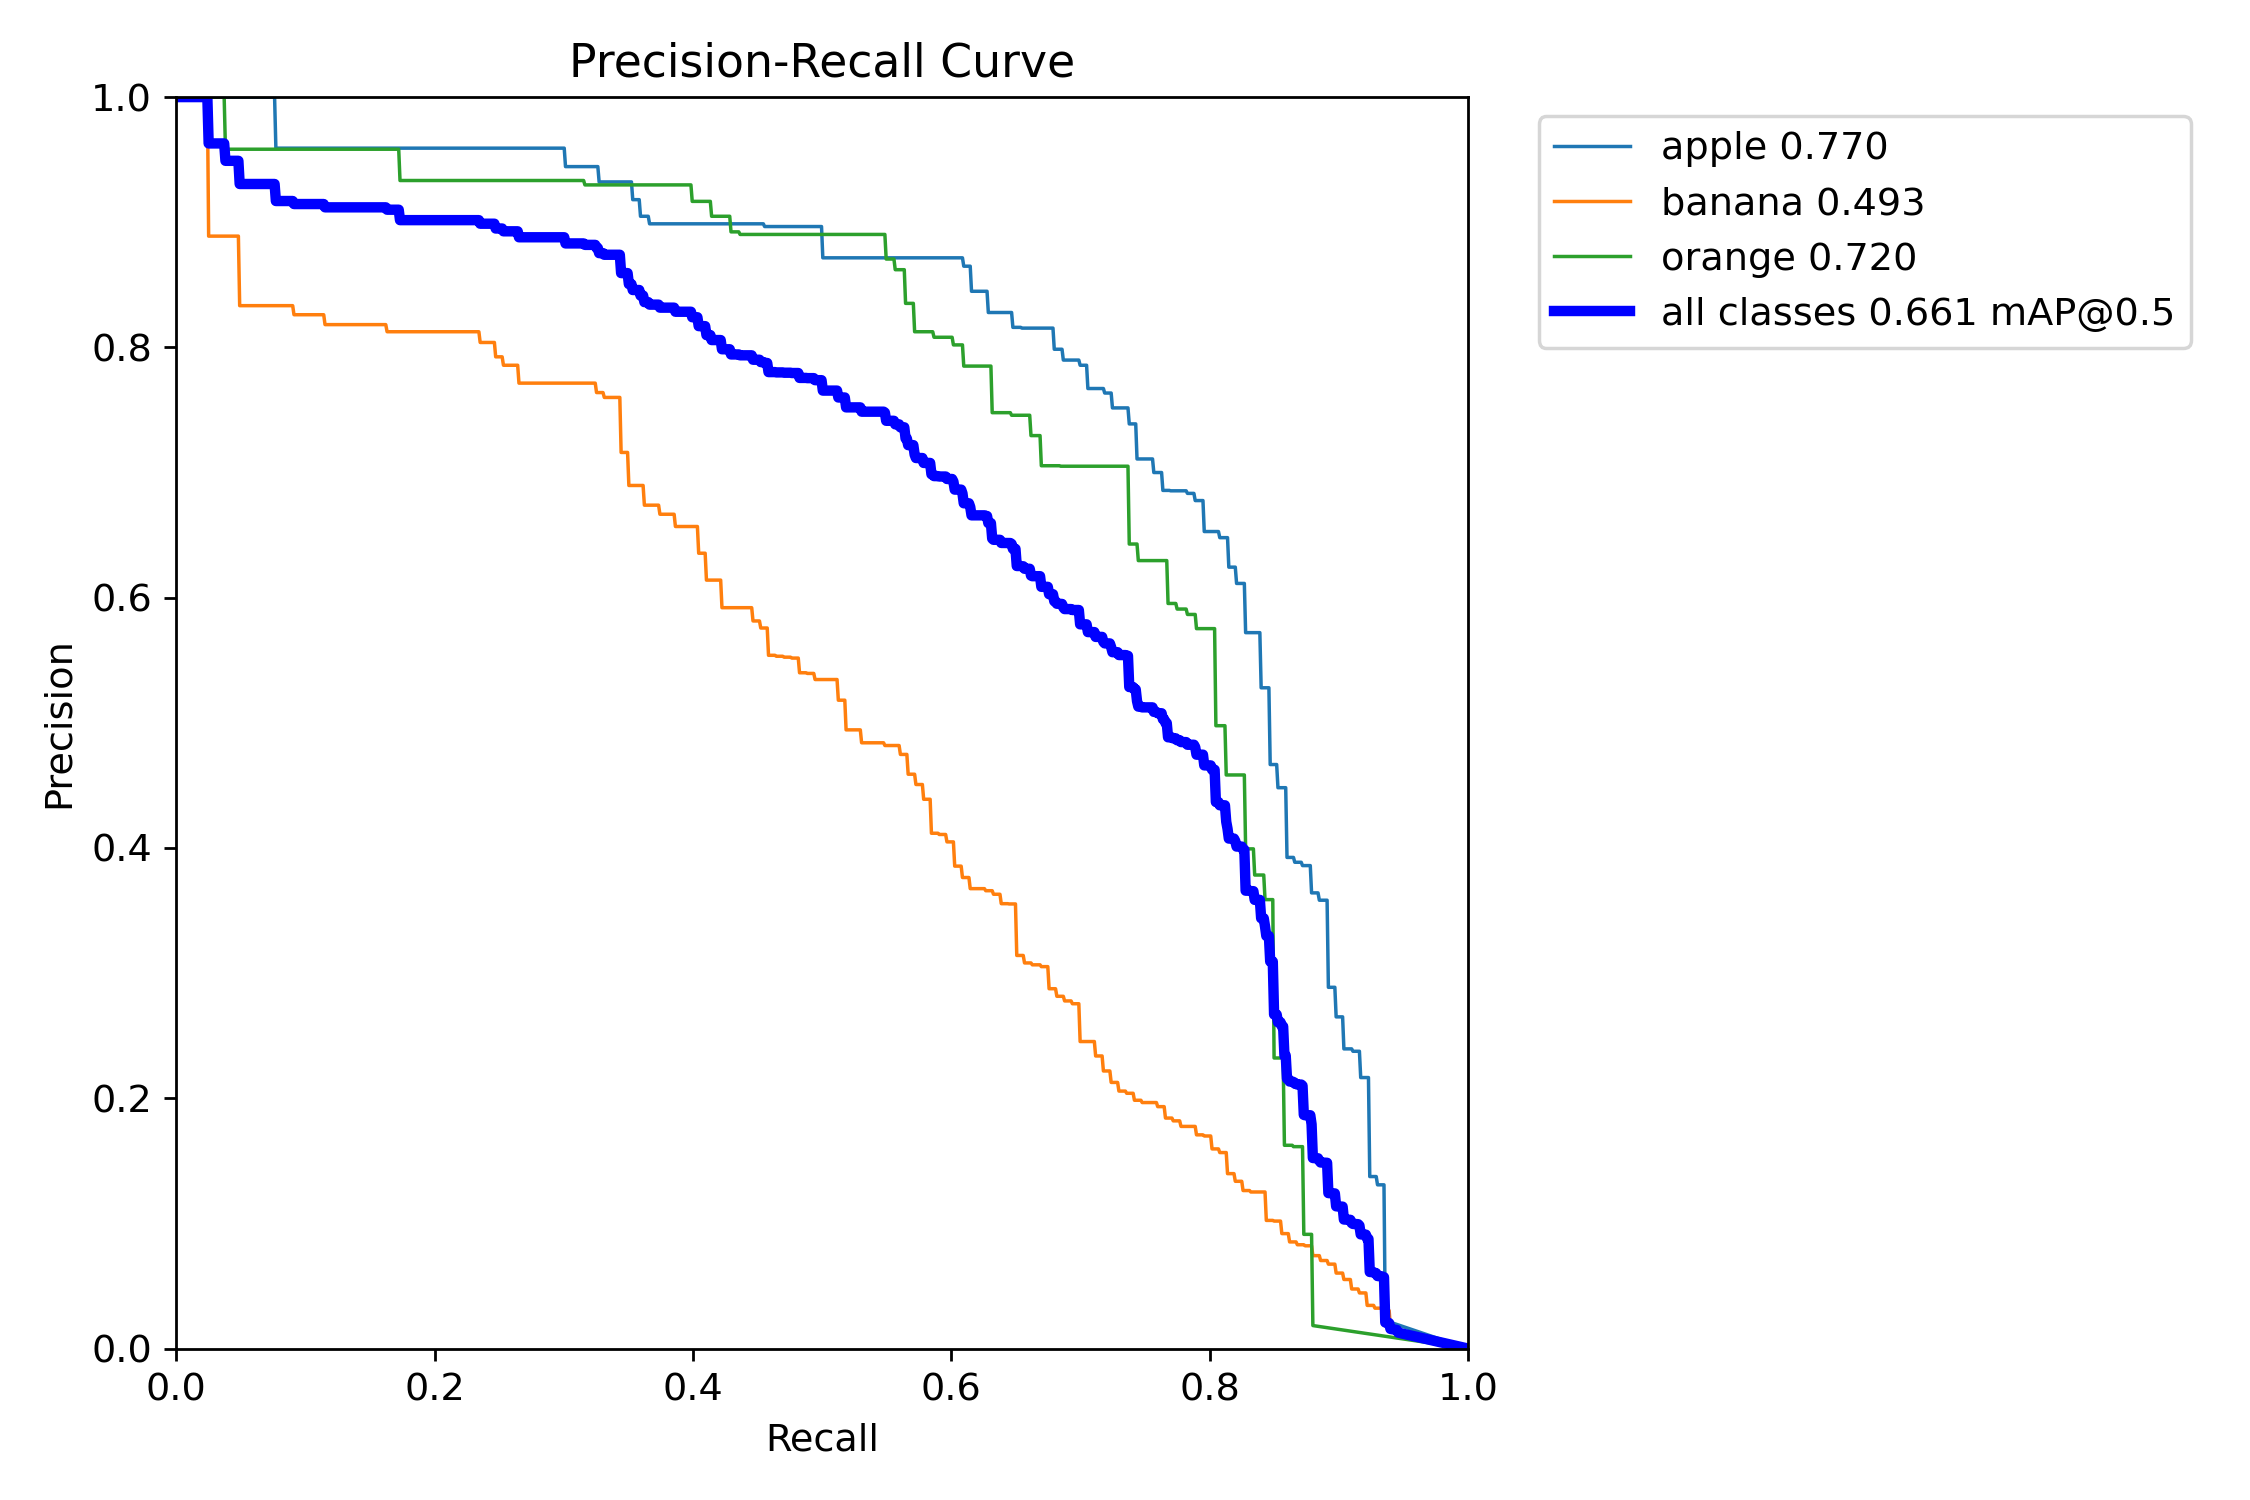 Precision-Recall Curve
1.0
0.8
0.6
0.4
0.2
0.0
Precision
0.0 0.2 0.4 0.6 0.8 1.0
Recall
apple 0.770
banana 0.493
orange 0.720
all classes 0.661 mAP@0.5